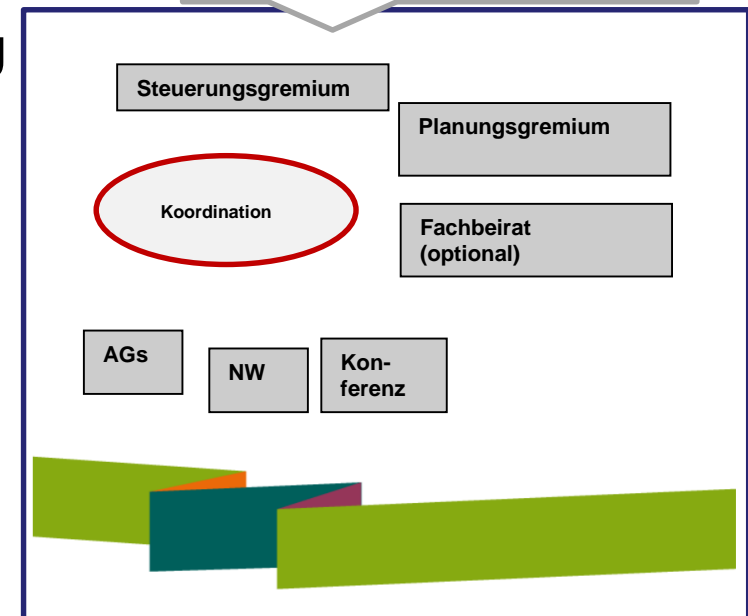 g
Steuerungsgremium
Planungsgremium
Koordination
Fachbeirat
(optional)
AGs
NW
Kon-
ferenz